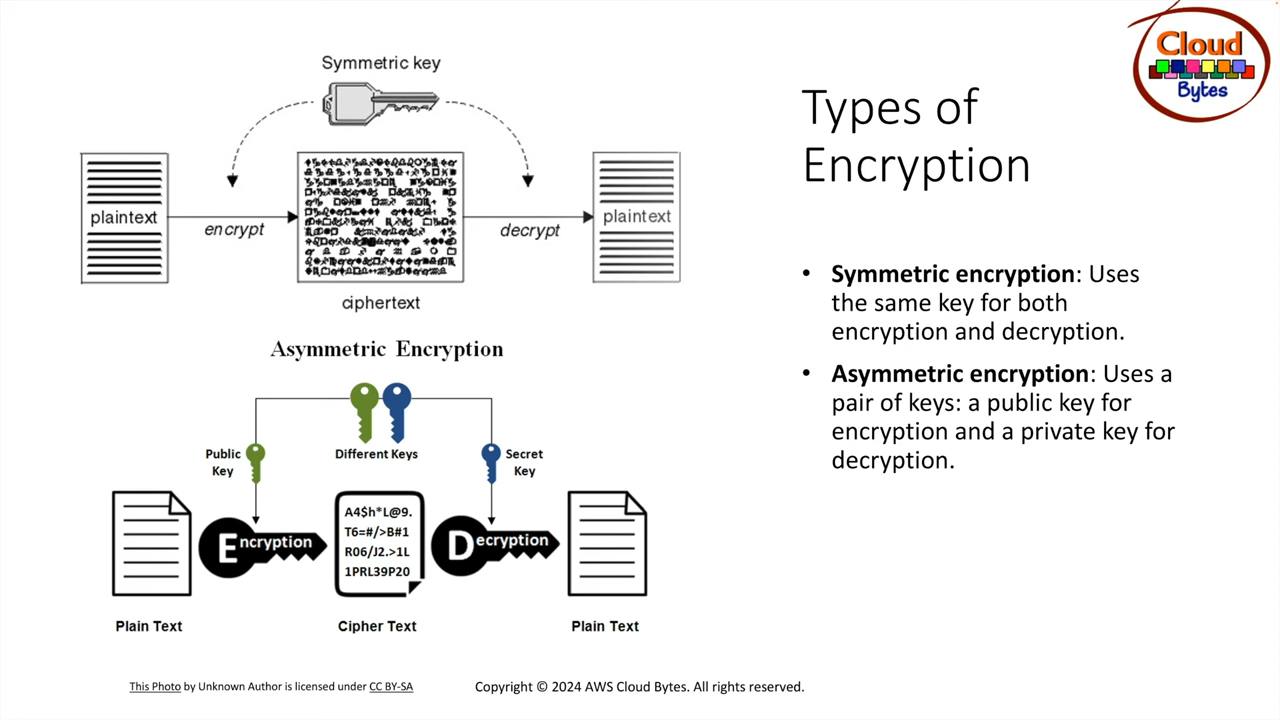 Cloud
Bytes
Types of
Encryption
Symmetric key
plaintext
encrypt
decrypt
plaintext
ciphertext
• Symmetric encryption: Uses
the same key for both
encryption and decryption.
• Asymmetric encryption: Uses a
pair of keys: a public key for
encryption and a private key for
decryption.
Asymmetric Encryption
Public
Key
Different Keys
Secret
Key
Encryption
A4$h*L@9.
T6=#/>B#1
R06/J2.>1L
1PRL39P20
Decryption
Plain Text
Cipher Text
Plain Text
This Photo by Unknown Author is licensed under CC BY-SA
Copyright © 2024 AWS Cloud Bytes. All rights reserved.